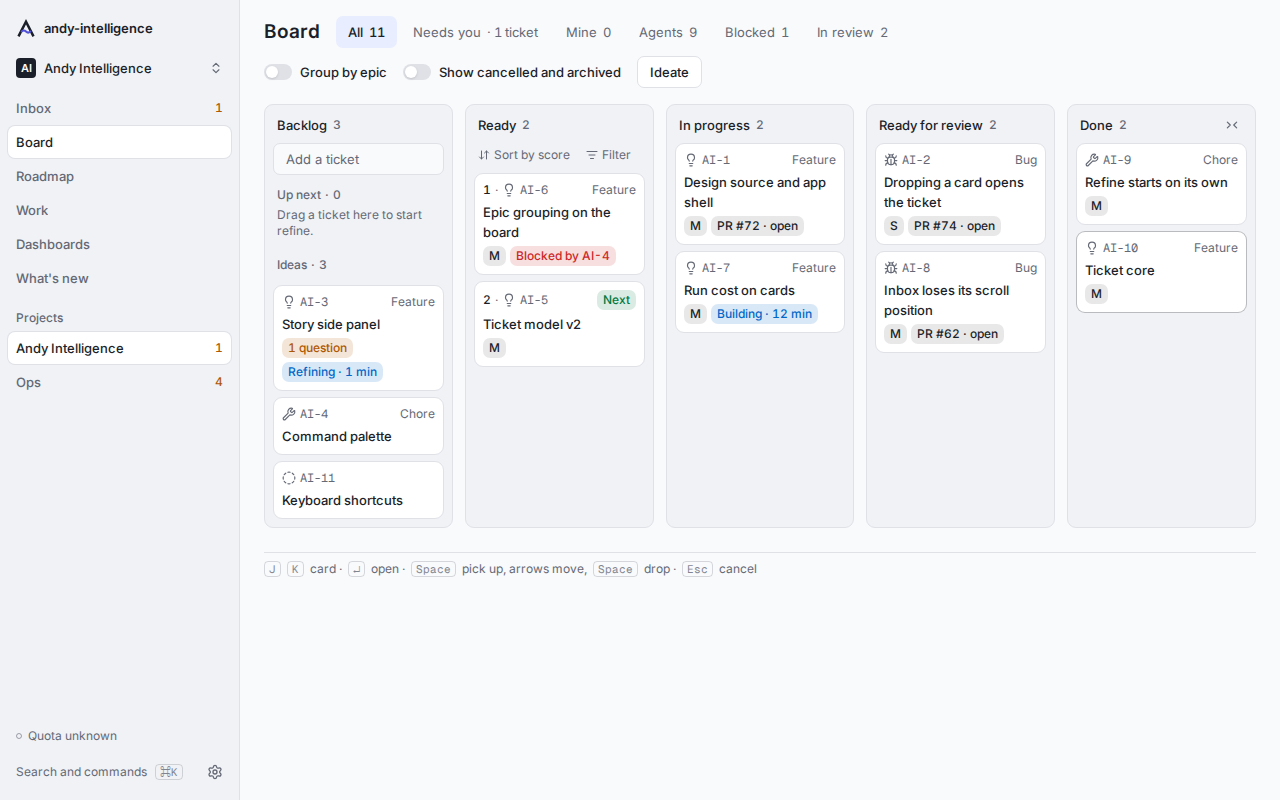 andy-intelligence
AI Andy Intelligence
Inbox 1
Board
Roadmap
Work
Dashboards
What's new
Projects
Andy Intelligence 1
Ops 4
Quota unknown
Search and commands ⌘K
Board All 11 Needs you · 1 ticket Mine 0 Agents 9 Blocked 1 In review 2
Group by epic Show cancelled and archived Ideate
Backlog 3
Add a ticket
Up next · 0
Drag a ticket here to start
refine.
Ideas · 3
AI-3 Feature
Story side panel
1 question
Refining · 1 min
AI-4 Chore
Command palette
AI-11
Keyboard shortcuts
Ready 2
Sort by score Filter
1 · AI-6 Feature
Epic grouping on the
board
M Blocked by AI-4
2 · AI-5 Next
Ticket model v2
M
In progress 2
AI-1 Feature
Design source and app
shell
M PR #72 · open
AI-7 Feature
Run cost on cards
M Building · 12 min
Ready for review 2
AI-2 Bug
Dropping a card opens
the ticket
S PR #74 · open
AI-8 Bug
Inbox loses its scroll
position
M PR #62 · open
Done 2
AI-9 Chore
Refine starts on its own
M
AI-10 Feature
Ticket core
M
J K card · ↵ open · Space pick up, arrows move, Space drop · Esc cancel